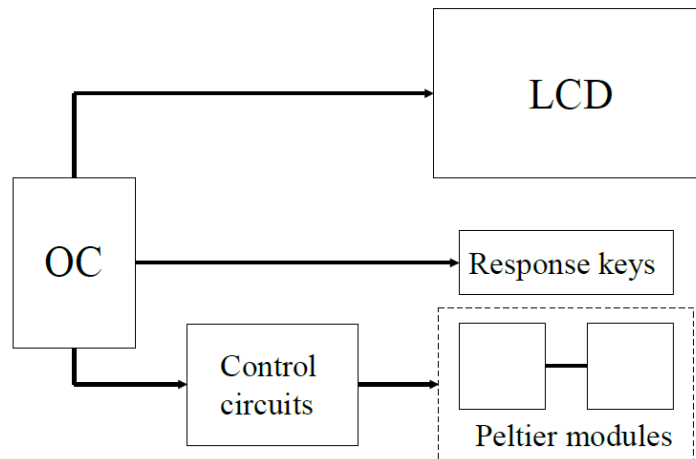 LCD
OC
Response keys
Control
circuits
Peltier modules